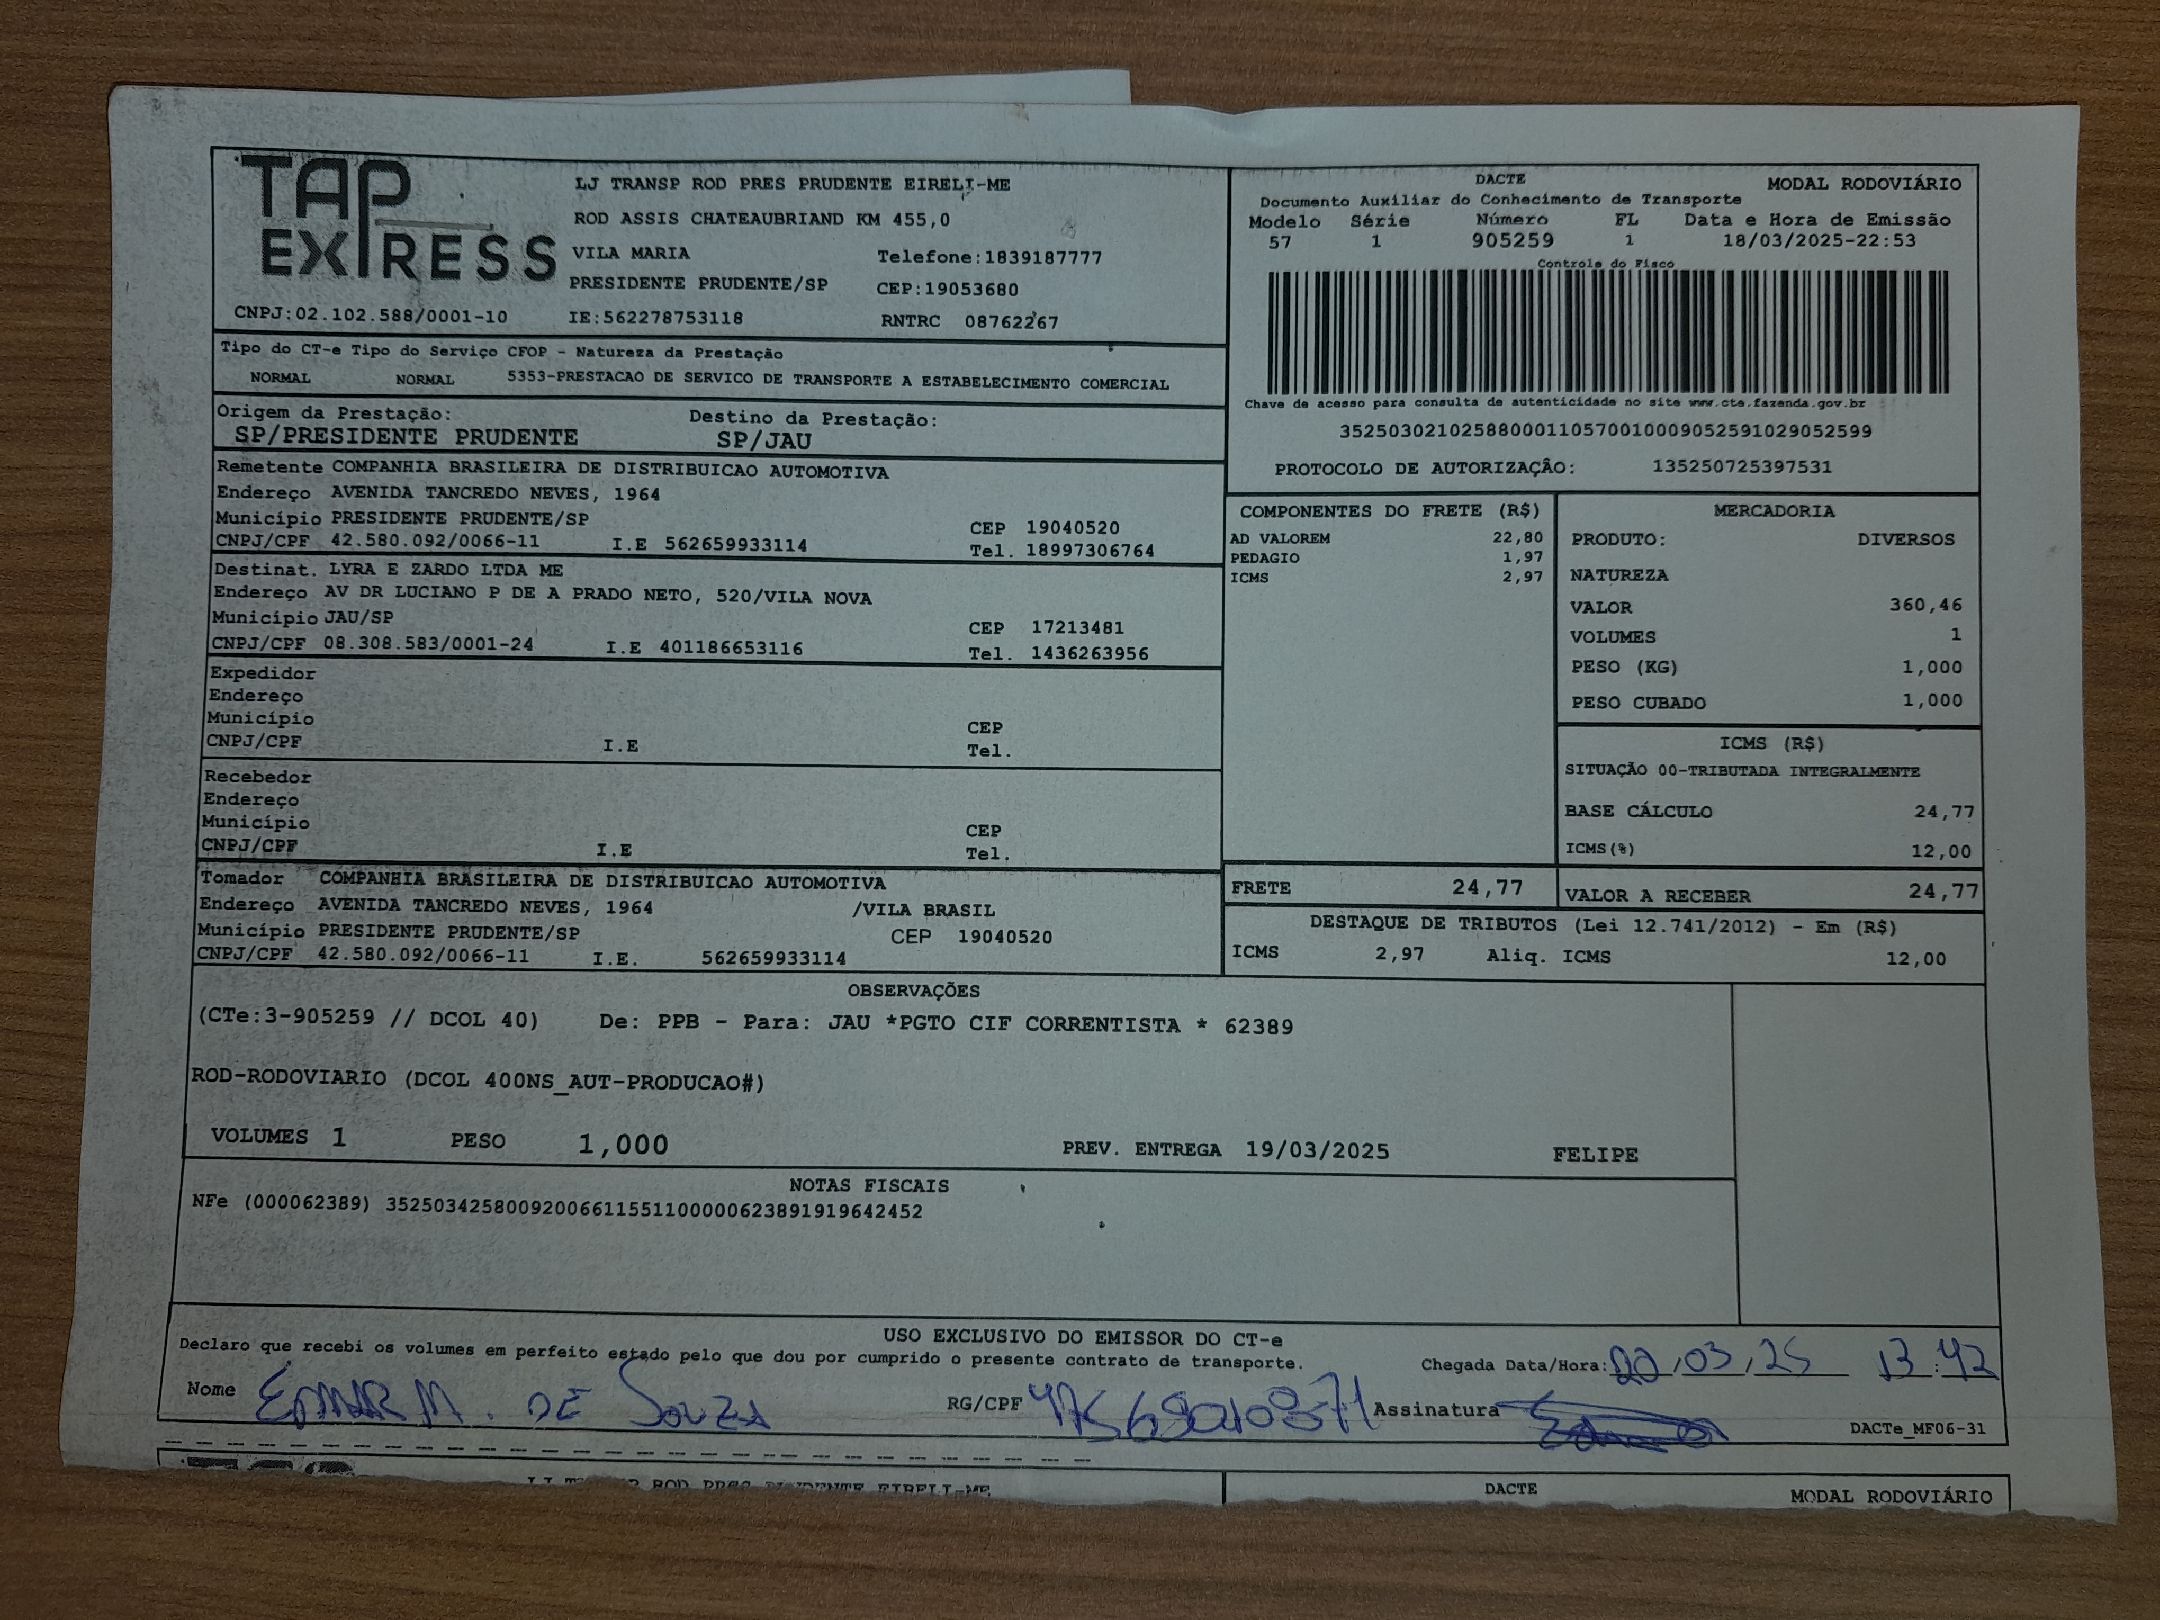 TAP
EXPRESS
LJ TRANSP ROD PRES PRUDENTE EIRELI-ME
ROD ASSIS CHATEAUBRIAND KM 455,0
VILA MARIA Telefone:1839187777
PRESIDENTE PRUDENTE/SP CEP:19053680
CNPJ:02.102.588/0001-10 IE:562278753118 RNTRC 08762267
DACTE MODAL RODOVIÁRIO
Documento Auxiliar do Conhecimento de Transporte
Modelo Série Número FL Data e Hora de Emissão
57 1 905259 1 18/03/2025-22:53
Controle do Fisco
Chave de acesso para consulta de autenticidade no site www.cte.fazenda.gov.br
35250302102588000110570010009052591029052599
PROTOCOLO DE AUTORIZAÇÃO: 135250725397531
Tipo do CT-e Tipo do Serviço CFOP - Natureza da Prestação
NORMAL NORMAL 5353-PRESTACAO DE SERVICO DE TRANSPORTE A ESTABELECIMENTO COMERCIAL
Origem da Prestação: Destino da Prestação:
SP/PRESIDENTE PRUDENTE SP/JAU
Remetente COMPANHIA BRASILEIRA DE DISTRIBUICAO AUTOMOTIVA
Endereço AVENIDA TANCREDO NEVES, 1964
Município PRESIDENTE PRUDENTE/SP CEP 19040520
CNPJ/CPF 42.580.092/0066-11 I.E 562659933114 Tel. 18997306764
Destinat. LYRA E ZARDO LTDA ME
Endereço AV DR LUCIANO P DE A PRADO NETO, 520/VILA NOVA
Município JAU/SP CEP 17213481
CNPJ/CPF 08.308.583/0001-24 I.E 401186653116 Tel. 1436263956
Expedidor
Endereço
Município CEP
CNPJ/CPF I.E Tel.
Recebedor
Endereço
Município CEP
CNPJ/CPF I.E Tel.
Tomador COMPANHIA BRASILEIRA DE DISTRIBUICAO AUTOMOTIVA
Endereço AVENIDA TANCREDO NEVES, 1964 /VILA BRASIL
Município PRESIDENTE PRUDENTE/SP CEP 19040520
CNPJ/CPF 42.580.092/0066-11 I.E. 562659933114
COMPONENTES DO FRETE (R$)
AD VALOREM 22,80
PEDAGIO 1,97
ICMS 2,97
MERCADORIA
PRODUTO: DIVERSOS
NATUREZA
VALOR 360,46
VOLUMES 1
PESO (KG) 1,000
PESO CUBADO 1,000
ICMS (R$)
SITUAÇÃO 00-TRIBUTADA INTEGRALMENTE
BASE CÁLCULO 24,77
ICMS(%) 12,00
FRETE 24,77 VALOR A RECEBER 24,77
DESTAQUE DE TRIBUTOS (Lei 12.741/2012) - Em (R$)
ICMS 2,97 Aliq. ICMS 12,00
OBSERVAÇÕES
(CTe:3-905259 // DCOL 40) De: PPB - Para: JAU *PGTO CIF CORRENTISTA * 62389
ROD-RODOVIARIO (DCOL 400NS_AUT-PRODUCAO#)
VOLUMES 1 PESO 1,000 PREV. ENTREGA 19/03/2025 FELIPE
NOTAS FISCAIS
NFe (000062389) 35250342580092006611551100000623891919642452
USO EXCLUSIVO DO EMISSOR DO CT-e
Declaro que recebi os volumes em perfeito estado pelo que dou por cumprido o presente contrato de transporte. Chegada Data/Hora: 20/03/25 13:42
Nome EDMAR M. DE SOUZA RG/CPF Assinatura
DACTe_MF06-31
LJ ROD PRES PRUDENTE EIRELI-ME DACTE MODAL RODOVIÁRIO